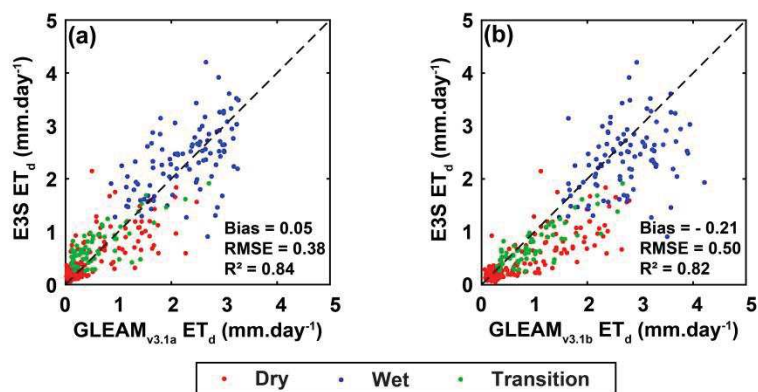 (a)
5
4
3
2
1
0
E3S ET_d (mm.day⁻¹)
Bias = 0.05
RMSE = 0.38
R² = 0.84
0 1 2 3 4 5
GLEAM_v3.1a ET_d (mm.day⁻¹)
(b)
5
4
3
2
1
0
E3S ET_d (mm.day⁻¹)
Bias = - 0.21
RMSE = 0.50
R² = 0.82
0 1 2 3 4 5
GLEAM_v3.1b ET_d (mm.day⁻¹)
Dry Wet Transition